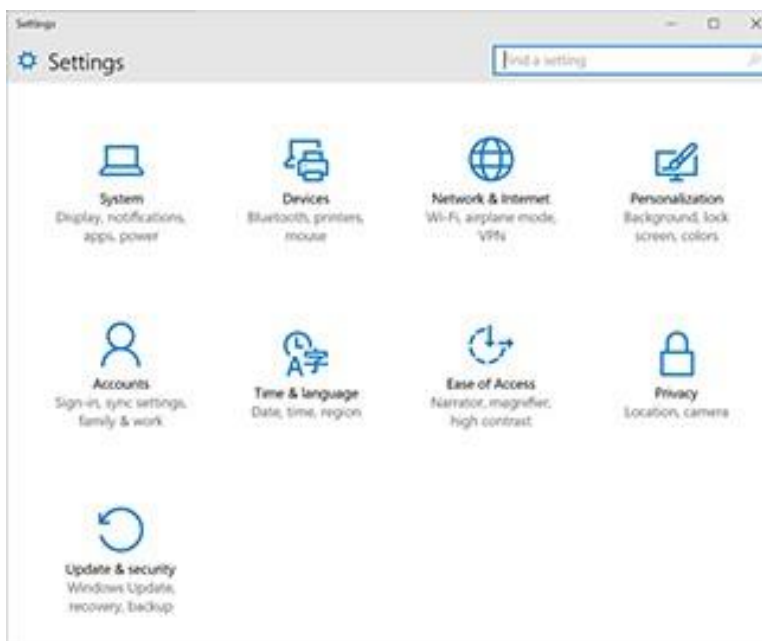 Settings
Settings
Find a setting
System
Display, notifications,
apps, power
Devices
Bluetooth, printers,
mouse
Network & Internet
Wi-Fi, airplane mode,
VPN
Personalization
Background, lock
screen, colors
Accounts
Sign-in, sync settings,
family & work
A字
Time & language
Date, time, region
Ease of Access
Narrator, magnifier,
high contrast
Privacy
Location, camera
Update & security
Windows Update,
recovery, backup